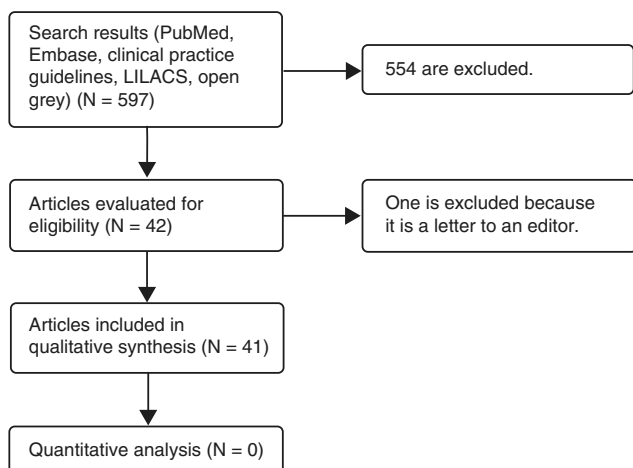 Search results (PubMed,
Embase, clinical practice
guidelines, LILACS, open
grey) (N = 597)
554 are excluded.
Articles evaluated for
eligibility (N = 42)
One is excluded because
it is a letter to an editor.
Articles included in
qualitative synthesis (N = 41)
Quantitative analysis (N = 0)